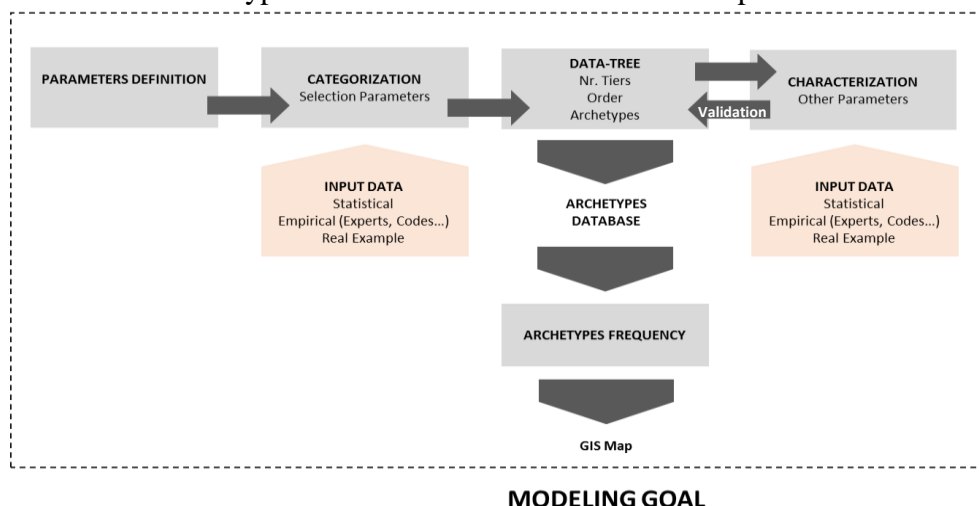 PARAMETERS DEFINITION
CATEGORIZATION
Selection Parameters
DATA-TREE
Nr. Tiers
Order
Archetypes
CHARACTERIZATION
Other Parameters
Validation
INPUT DATA
Statistical
Empirical (Experts, Codes...)
Real Example
ARCHETYPES
DATABASE
INPUT DATA
Statistical
Empirical (Experts, Codes...)
Real Example
ARCHETYPES FREQUENCY
GIS Map
MODELING GOAL